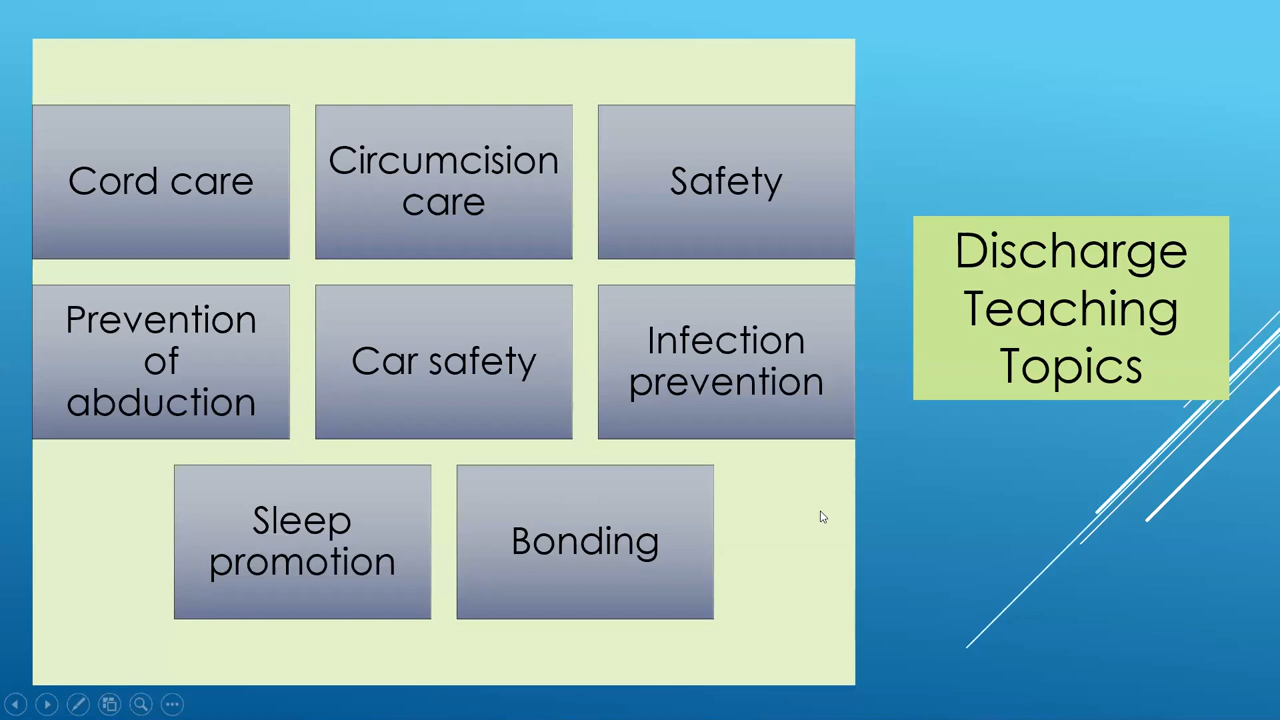 Cord care
Circumcision
care
Safety
Prevention
of
abduction
Car safety
Infection
prevention
Sleep
promotion
Bonding
Discharge
Teaching
Topics